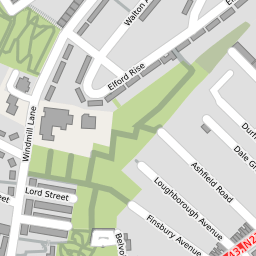 Walton
Elford Rise
Windmill Lane
Dale
Ashfield Road
Lord Street
Loughborough Avenue
Finsbury Avenue